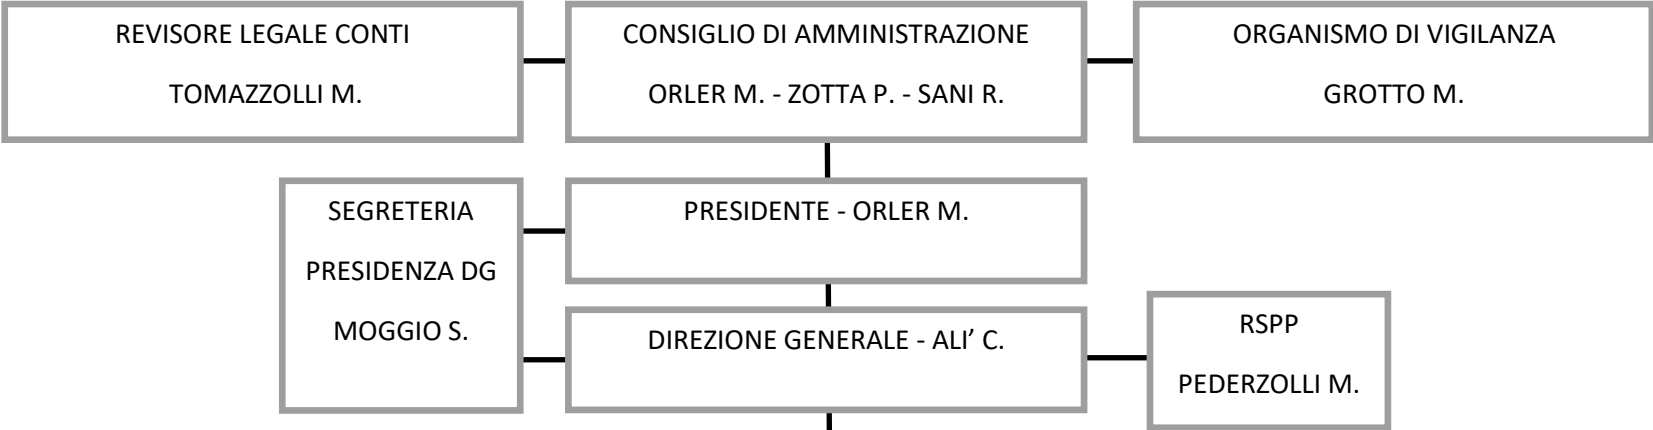 REVISORE LEGALE CONTI
TOMAZZOLLI M.
CONSIGLIO DI AMMINISTRAZIONE
ORLER M. - ZOTTA P. - SANI R.
ORGANISMO DI VIGILANZA
GROTTO M.
SEGRETERIA
PRESIDENZA DG
MOGGIO S.
PRESIDENTE - ORLER M.
DIREZIONE GENERALE - ALI’ C.
RSPP
PEDERZOLLI M.